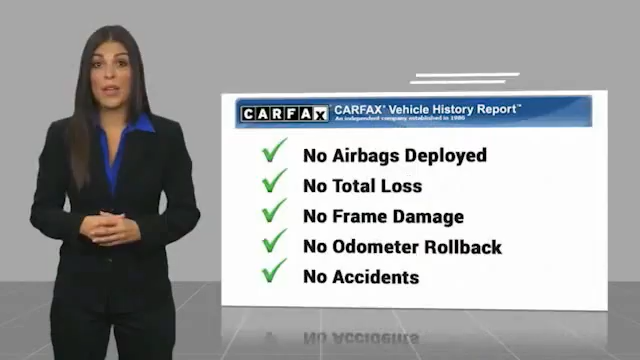 CARFAX CARFAX® Vehicle History Report™
An independent company established in 1986
No Airbags Deployed
No Total Loss
No Frame Damage
No Odometer Rollback
No Accidents